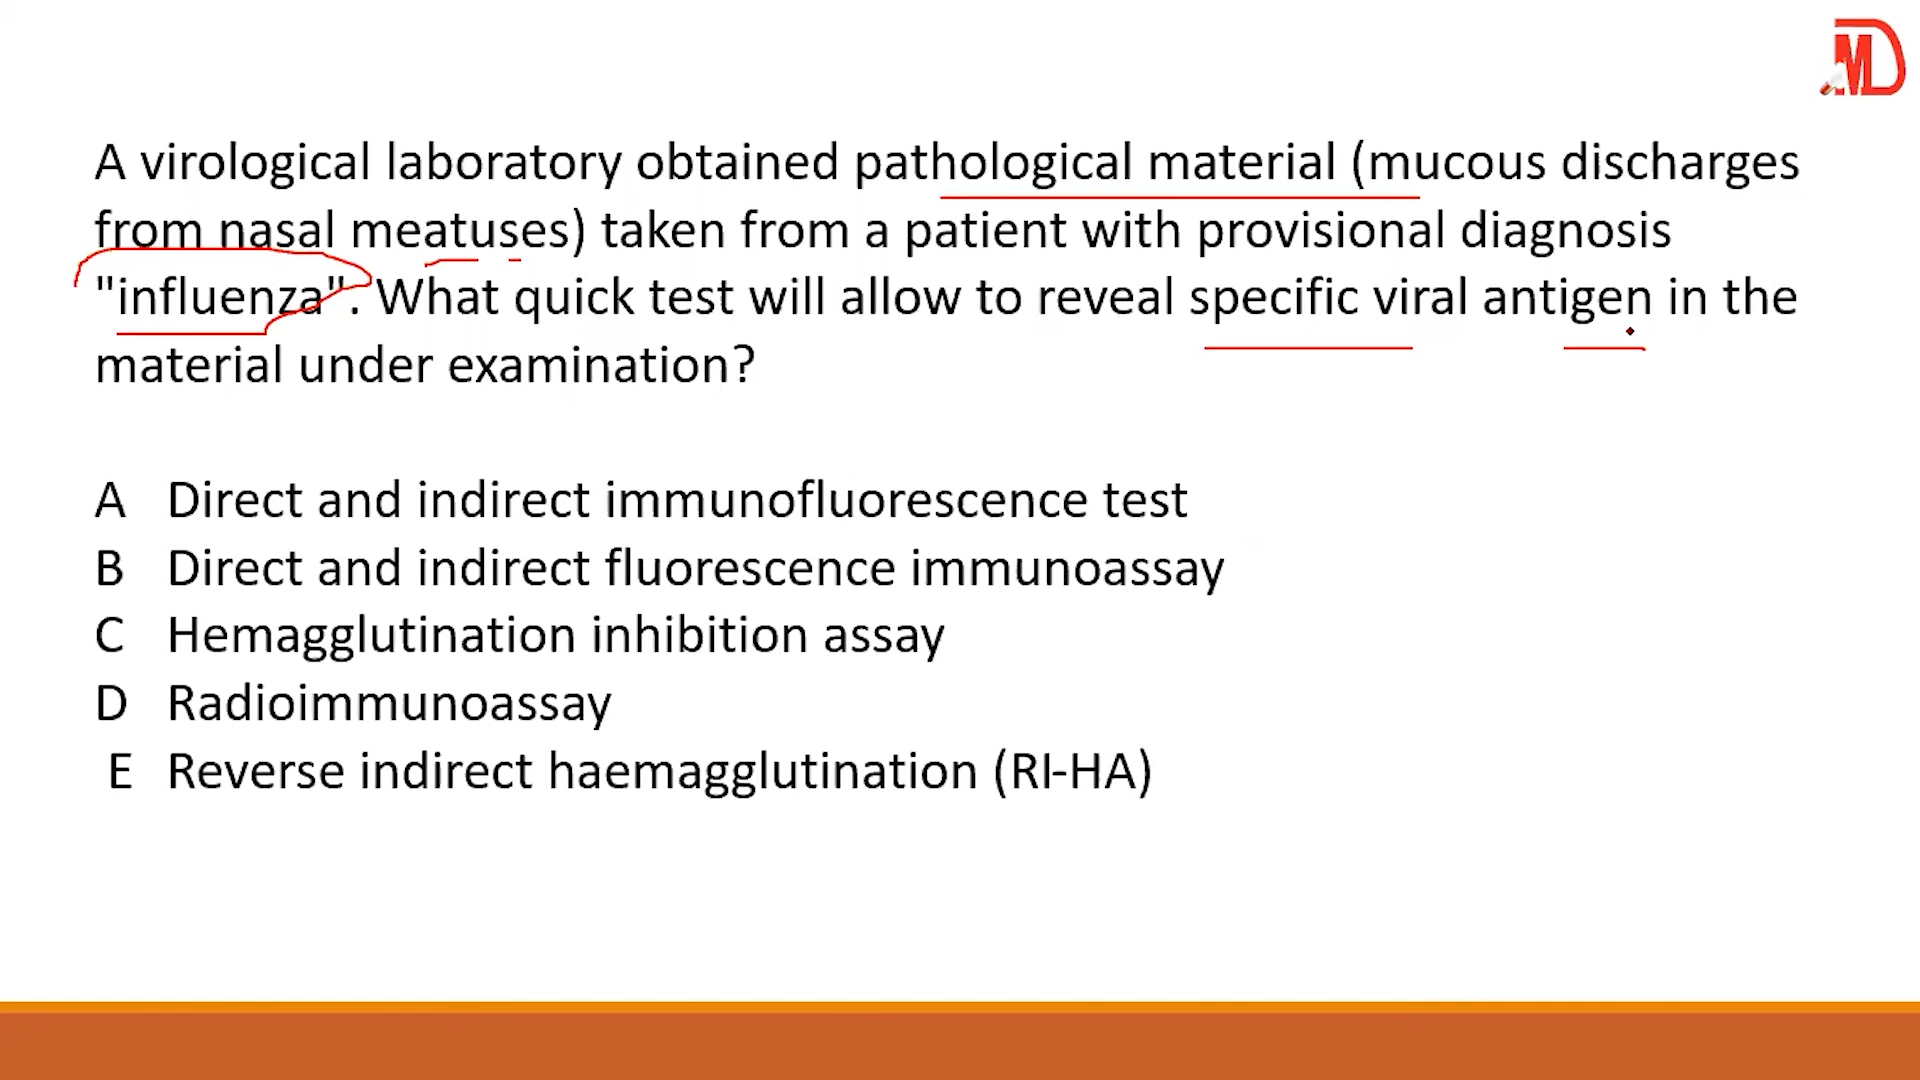 MD
A virological laboratory obtained pathological material (mucous discharges
from nasal meatuses) taken from a patient with provisional diagnosis
"influenza". What quick test will allow to reveal specific viral antigen in the
material under examination?
A Direct and indirect immunofluorescence test
B Direct and indirect fluorescence immunoassay
C Hemagglutination inhibition assay
D Radioimmunoassay
E Reverse indirect haemagglutination (RI-HA)